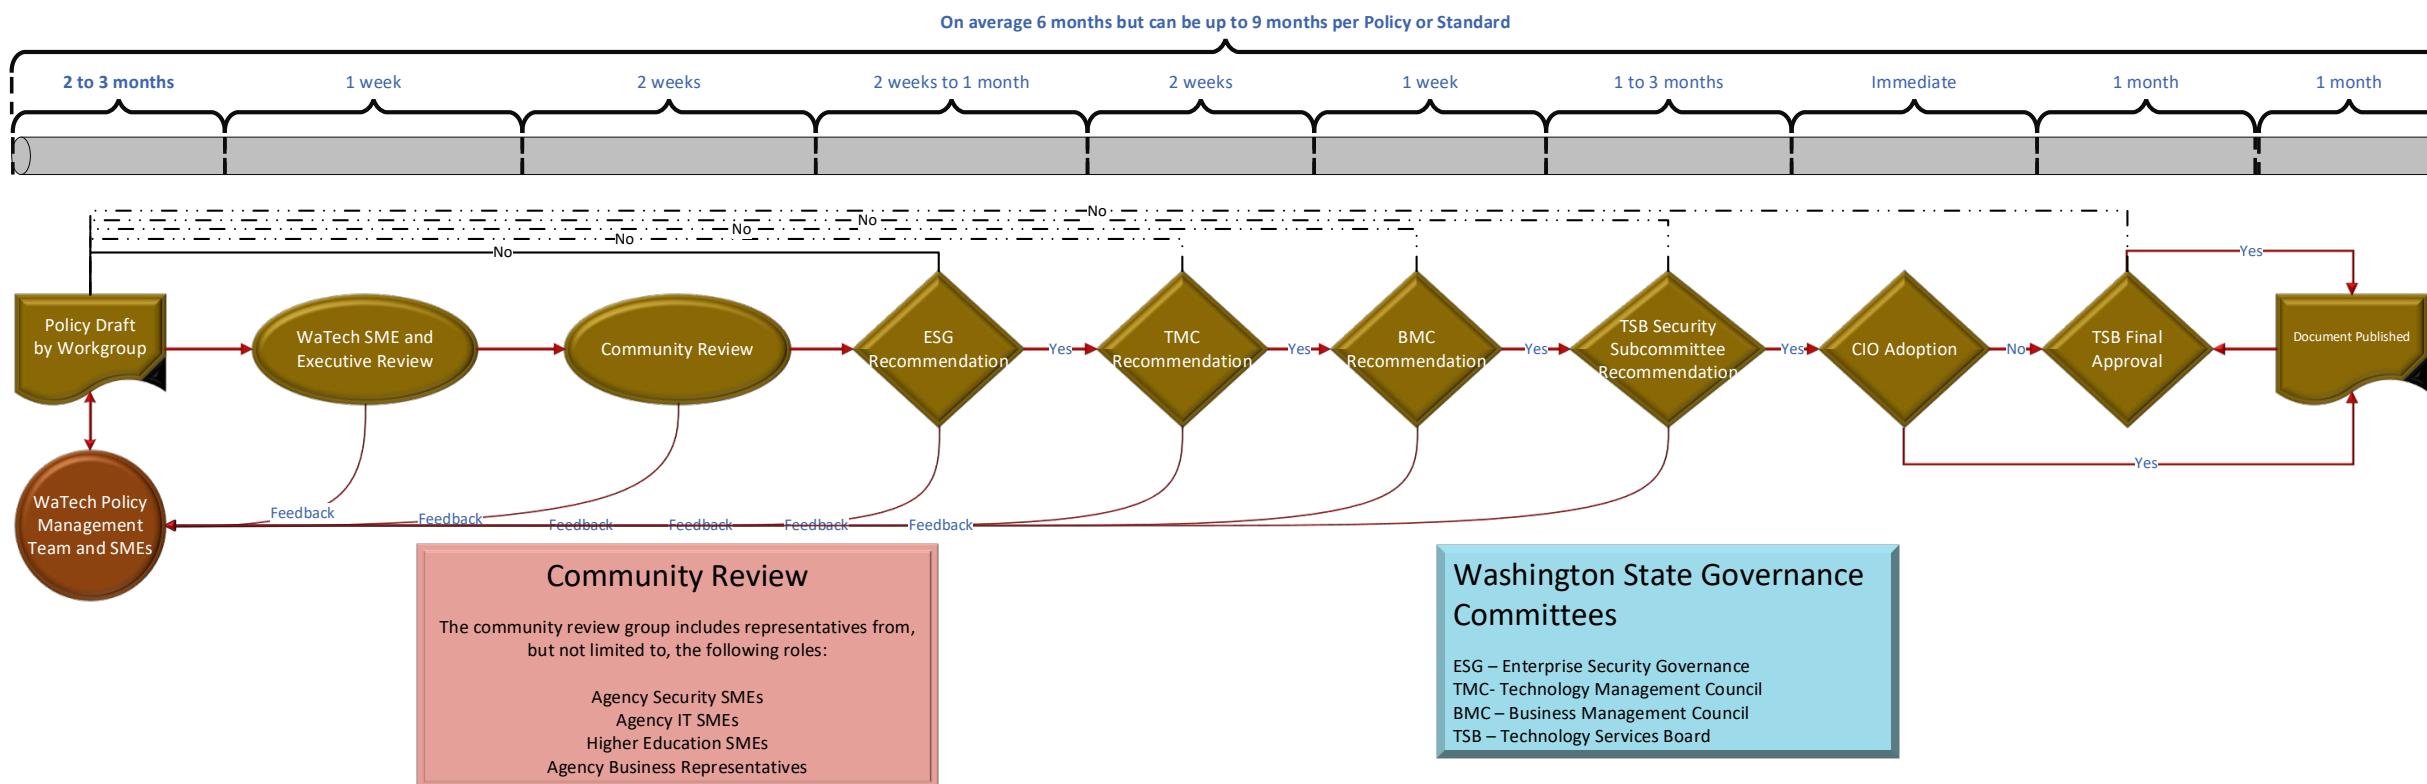 On average 6 months but can be up to 9 months per Policy or Standard
2 to 3 months
1 week
2 weeks
2 weeks to 1 month
2 weeks
1 week
1 to 3 months
Immediate
1 month
1 month
No
No
No
No
No
Yes
Policy Draft
by Workgroup
WaTech SME and
Executive Review
Community Review
ESG
Recommendation
Yes
TMC
Recommendation
Yes
BMC
Recommendation
Yes
TSB Security
Subcommittee
Recommendation
Yes
CIO Adoption
No
TSB Final
Approval
Document Published
Yes
WaTech Policy
Management
Team and SMEs
Feedback
Feedback
Feedback
Feedback
Feedback
Feedback
Community Review
The community review group includes representatives from,
but not limited to, the following roles:
Agency Security SMEs
Agency IT SMEs
Higher Education SMEs
Agency Business Representatives
Washington State Governance
Committees
ESG – Enterprise Security Governance
TMC- Technology Management Council
BMC – Business Management Council
TSB – Technology Services Board